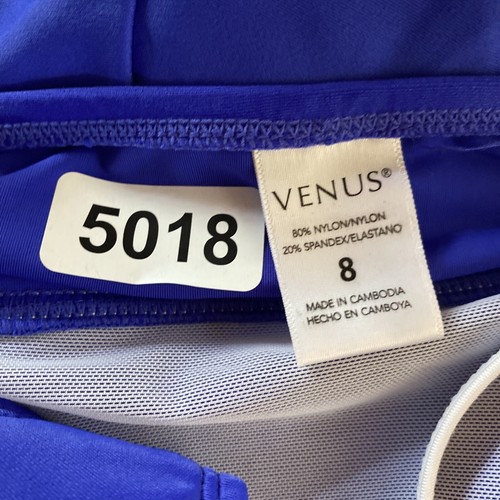 5018
VENUS®
80% NYLON/NYLON
20% SPANDEX/ELASTANO
8
MADE IN CAMBODIA
HECHO EN CAMBOYA